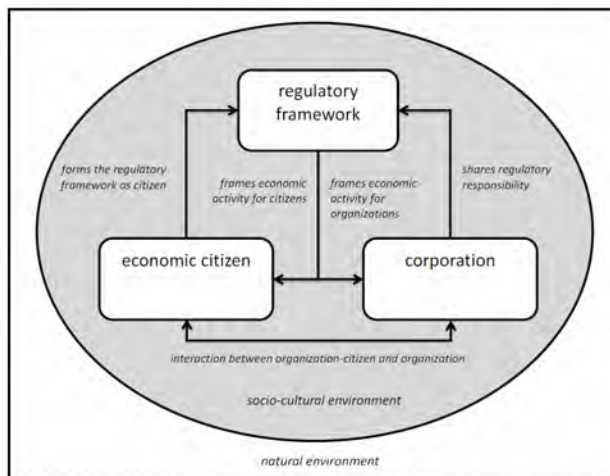 regulatory
framework
forms the regulatory
framework as citizen
frames economic
activity for citizens
frames economic
activity for
organizations
shares regulatory
responsibility
economic citizen
corporation
interaction between organization-citizen and organization
socio-cultural environment
natural environment